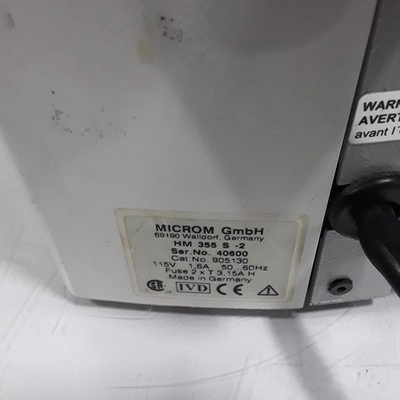 WARN
AVERT
avant l'
MICROM GmbH
69190 Walldorf, Germany
HM 355 S -2
Ser.No. 40600
Cat.No. 905130
115V 1,6A 50..60Hz
Fuse 2 x T 3,15A H
Made in Germany
IVD CE